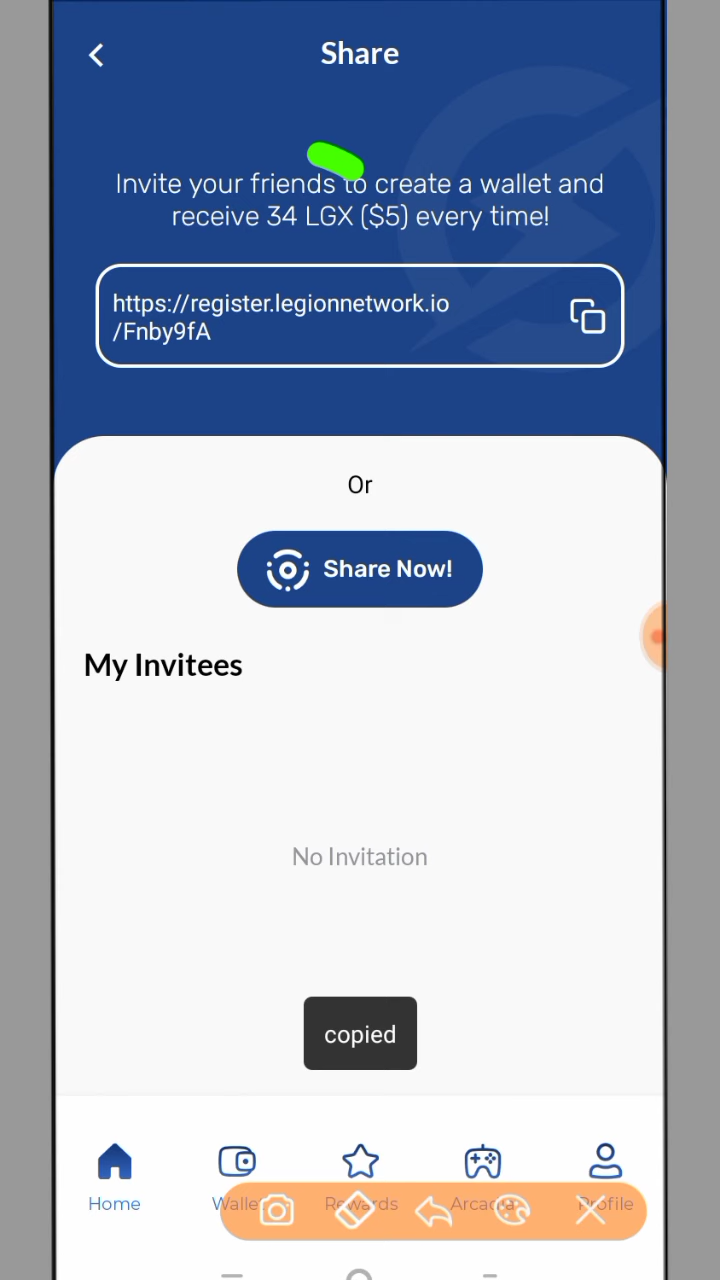 Share
Invite your friends to create a wallet and
receive 34 LGX ($5) every time!
https://register.legionnetwork.io
/Fnby9fA
Or
Share Now!
My Invitees
No Invitation
copied
Home
Wallet
Rewards
Arcadia
Profile